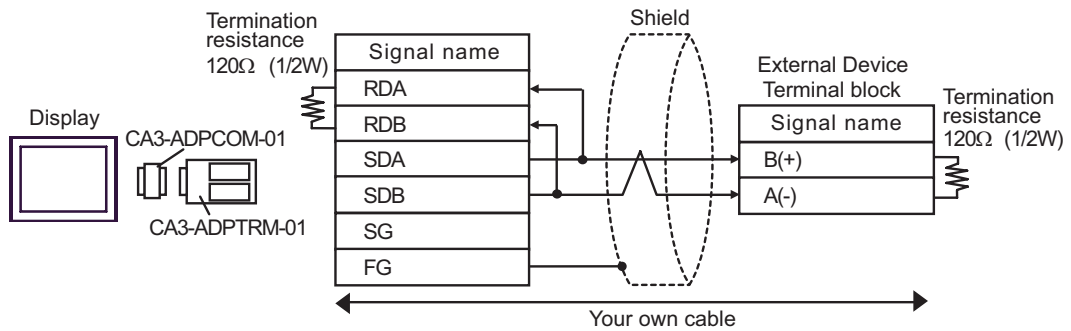 Display
CA3-ADPCOM-01
CA3-ADPTRM-01
Termination
resistance
120Ω (1/2W)
Signal name
RDA
RDB
SDA
SDB
SG
FG
Shield
External Device
Terminal block
Signal name
B(+)
A(-)
Termination
resistance
120Ω (1/2W)
Your own cable